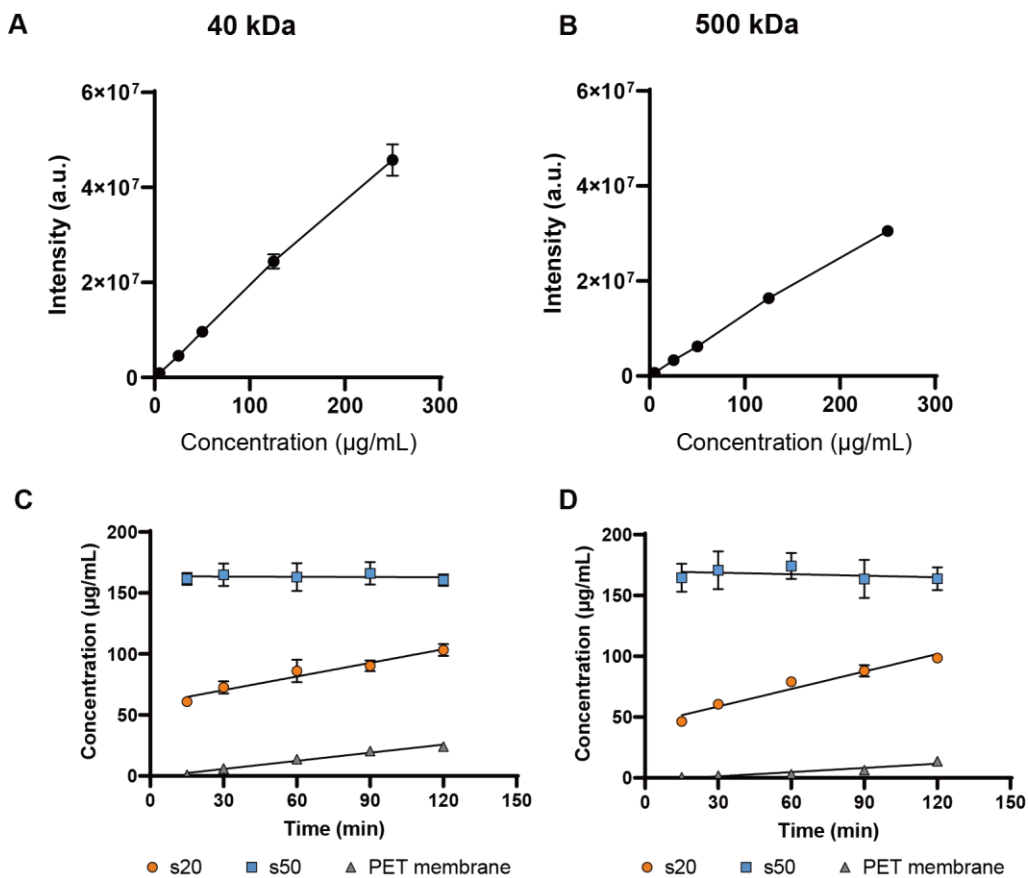 A
40 kDa
B
500 kDa
Intensity (a.u.)
6×10⁷
4×10⁷
2×10⁷
0
0 100 200 300
Concentration (µg/mL)
Intensity (a.u.)
6×10⁷
4×10⁷
2×10⁷
0
0 100 200 300
Concentration (µg/mL)
C
Concentration (µg/mL)
200
150
100
50
0
0 30 60 90 120 150
Time (min)
s20 s50 PET membrane
D
Concentration (µg/mL)
200
150
100
50
0
0 30 60 90 120 150
Time (min)
s20 s50 PET membrane